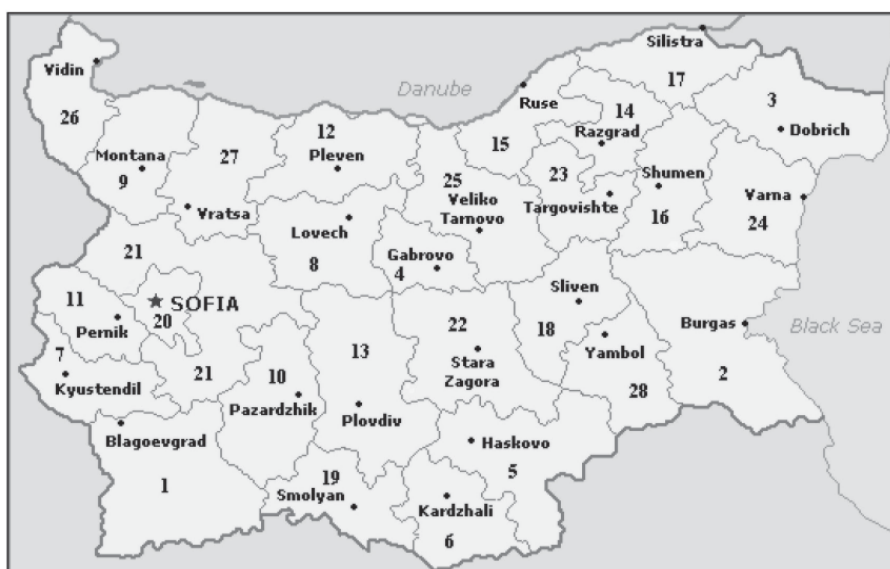 Silistra
17
Vidin
26
Danube
Ruse
15
14
Razgrad
3
Dobrich
12
Pleven
27
Montana
9
Vratsa
25
Veliko
Tarnovo
23
Targovishte
Shumen
16
Varna
24
21
Lovech
8
Gabrovo
4
11
Pernik
SOFIA
20
Sliven
18
Burgas
2
Black Sea
22
Stara
Zagora
Yambol
28
7
Kyustendil
21
10
Pazardzhik
13
Plovdiv
Blagoevgrad
1
Haskovo
5
19
Smolyan
Kardzhali
6